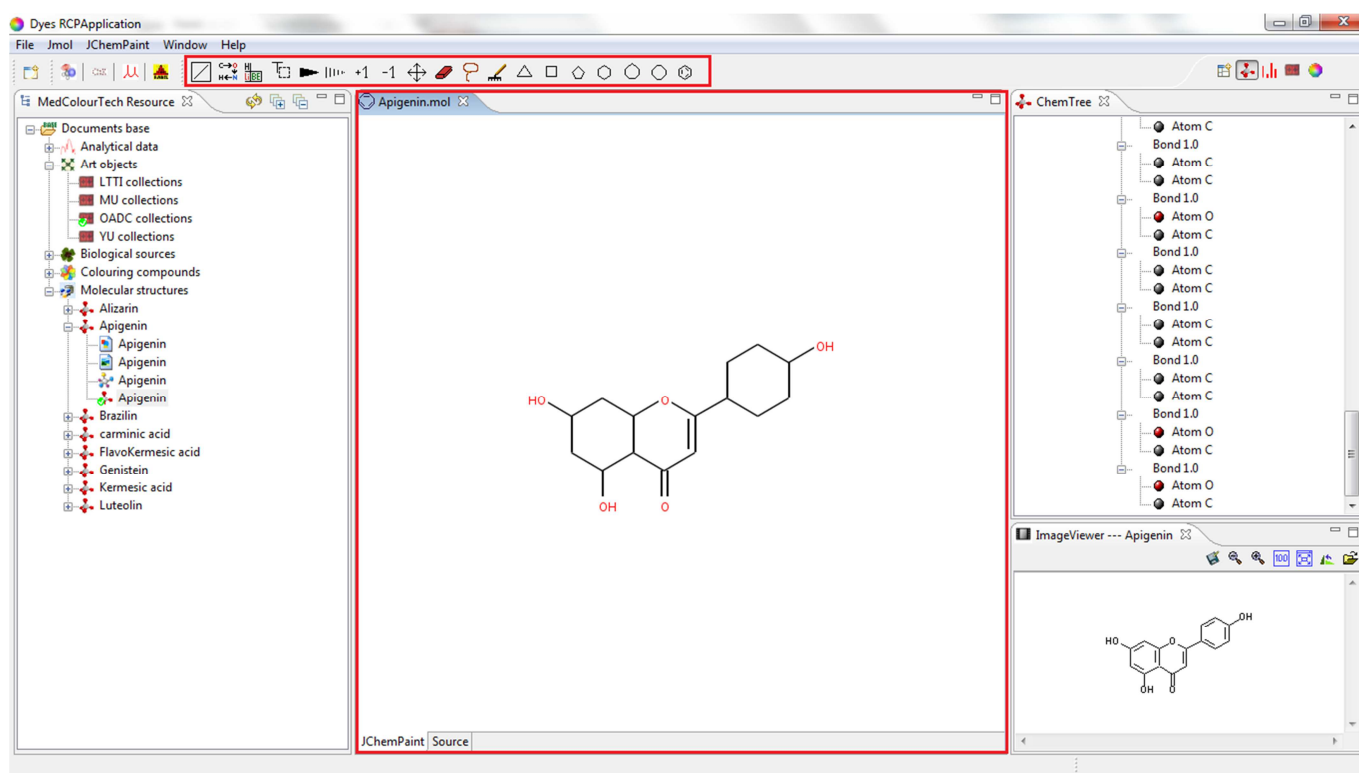 Dyes RCPApplication
File Jmol JChemPaint Window Help
+1 -1
MedColourTech Resource
Documents base
Analytical data
Art objects
LTTI collections
MU collections
OADC collections
YU collections
Biological sources
Colouring compounds
Molecular structures
Alizarin
Apigenin
Apigenin
Apigenin
Apigenin
Apigenin
Brazilin
carminic acid
FlavoKermesic acid
Genistein
Kermesic acid
Luteolin
Apigenin.mol
OH
HO
O
OH
O
JChemPaint Source
ChemTree
Atom C
Bond 1.0
Atom C
Atom C
Bond 1.0
Atom O
Atom C
Bond 1.0
Atom C
Atom C
Bond 1.0
Atom C
Atom C
Bond 1.0
Atom C
Atom C
Bond 1.0
Atom O
Atom C
Bond 1.0
Atom O
Atom C
ImageViewer --- Apigenin
100
OH
HO
O
OH
O